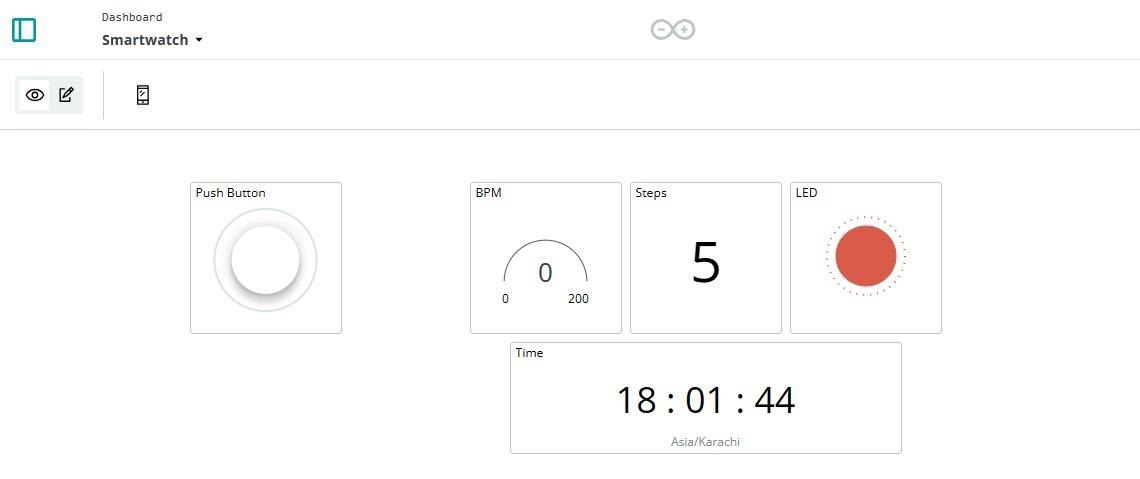 Dashboard
Smartwatch
Push Button
BPM
Steps
LED
0
5
0
200
Time
18 : 01 : 44
Asia/Karachi